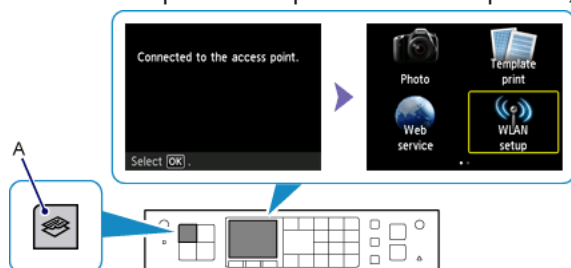 Connected to the access point.
Select OK .
Photo
Template
print
Web
service
WLAN
setup
A